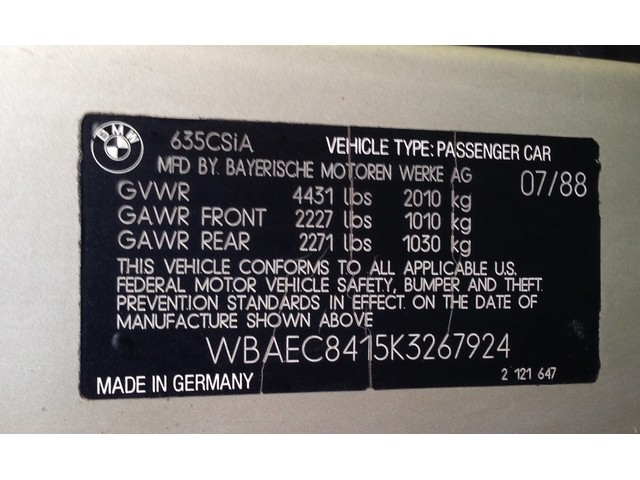 BMW
635CSiA VEHICLE TYPE: PASSENGER CAR
MFD BY. BAYERISCHE MOTOREN WERKE AG 07/88
GVWR 4431 lbs 2010 kg
GAWR FRONT 2227 lbs 1010 kg
GAWR REAR 2271 lbs 1030 kg
THIS VEHICLE CONFORMS TO ALL APPLICABLE U.S.
FEDERAL MOTOR VEHICLE SAFETY, BUMPER AND THEFT
PREVENTION STANDARDS IN EFFECT ON THE DATE OF
MANUFACTURE SHOWN ABOVE
WBAEC8415K3267924
MADE IN GERMANY 2 121 647